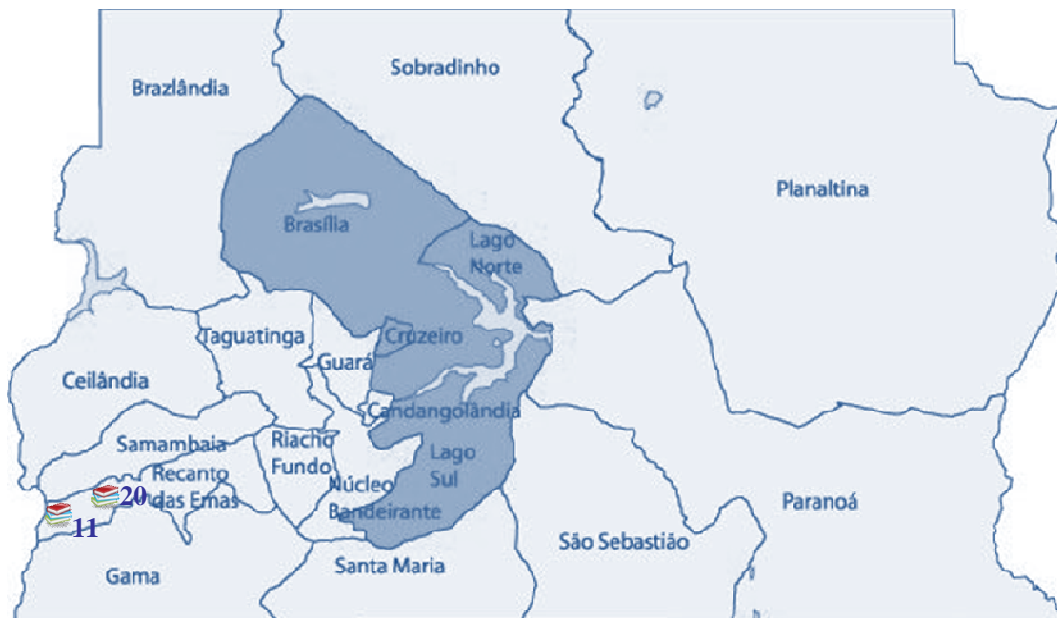 Sobradinho
Brazlândia
Planaltina
Brasília
Lago
Norte
Taguatinga
Cruzeiro
Guará
Ceilândia
Candangolândia
Samambaia
Riacho
Fundo
Lago
Sul
Recanto
das Emas
Núcleo
Bandeirante
20
11
Paranoá
São Sebastião
Santa Maria
Gama